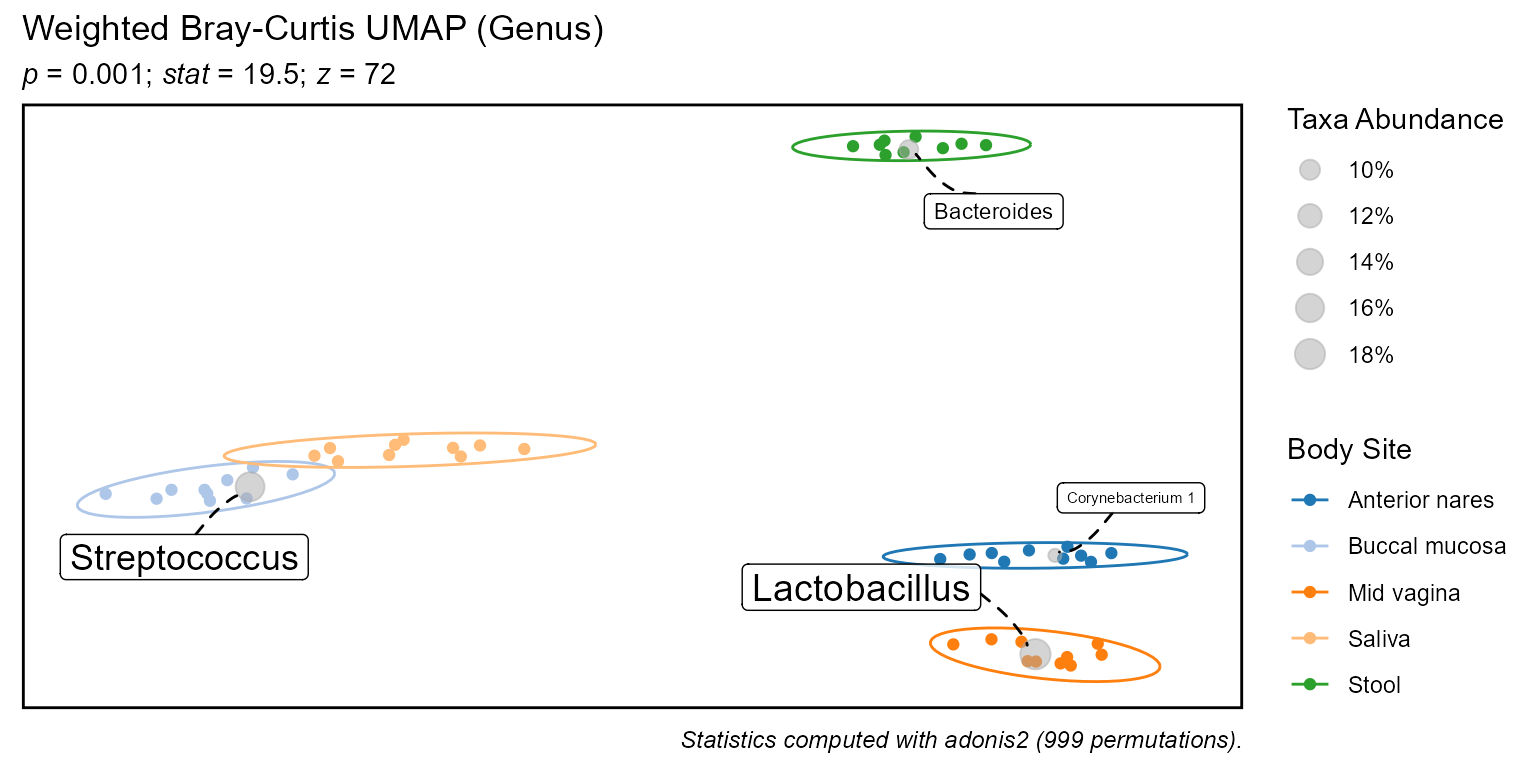 Weighted Bray-Curtis UMAP (Genus)
p = 0.001; stat = 19.5; z = 72
Bacteroides
Streptococcus
Corynebacterium 1
Lactobacillus
Taxa Abundance
10%
12%
14%
16%
18%
Body Site
Anterior nares
Buccal mucosa
Mid vagina
Saliva
Stool
Statistics computed with adonis2 (999 permutations).